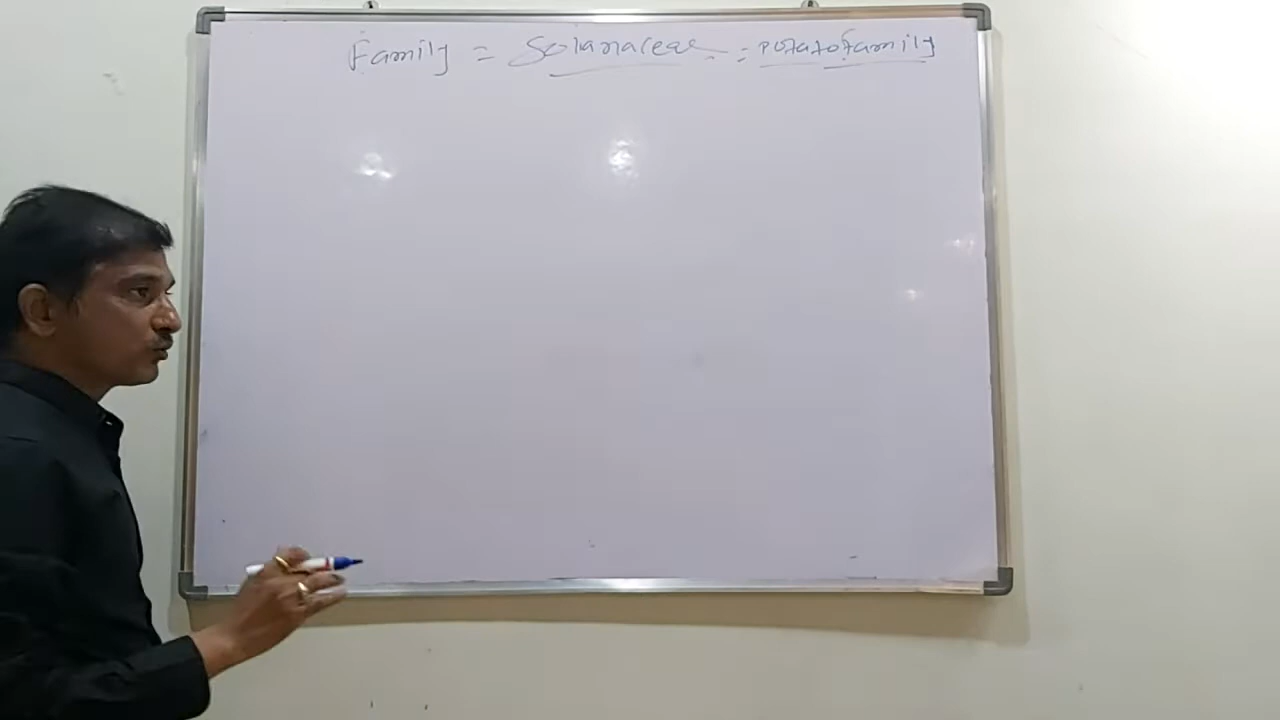 Family = Solanaceae = Potato family